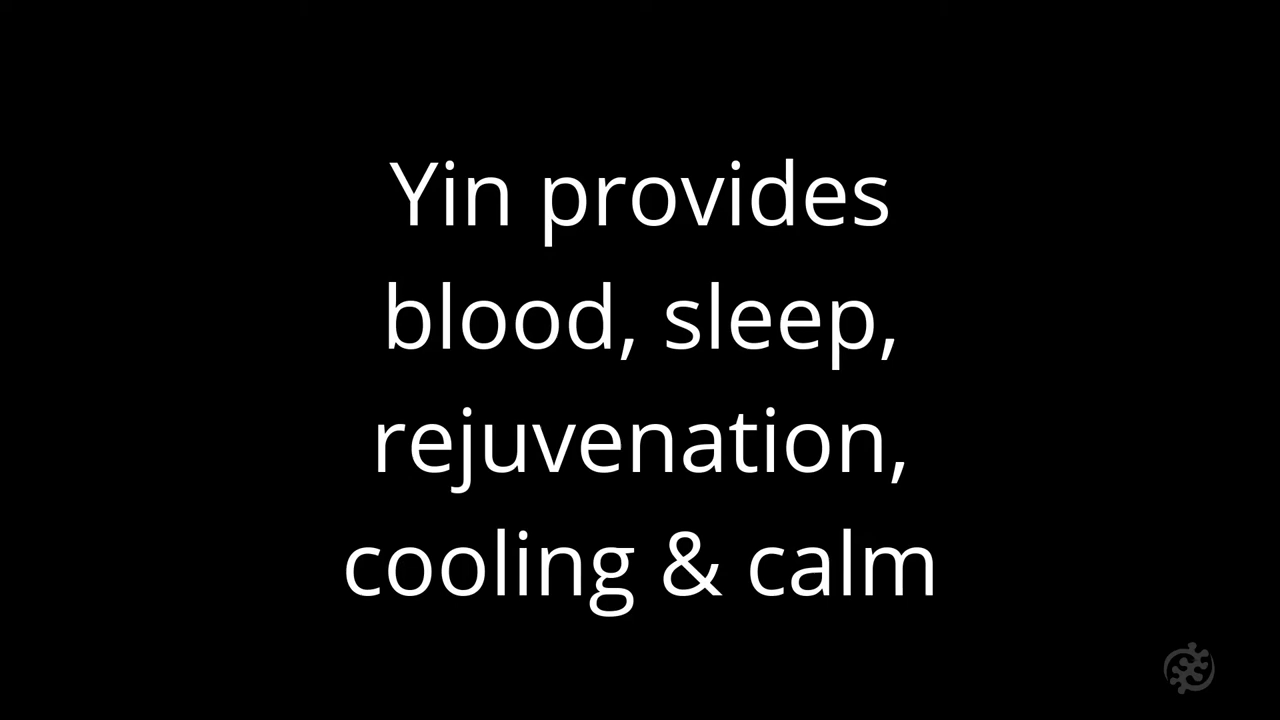 Yin provides
blood, sleep,
rejuvenation,
cooling & calm